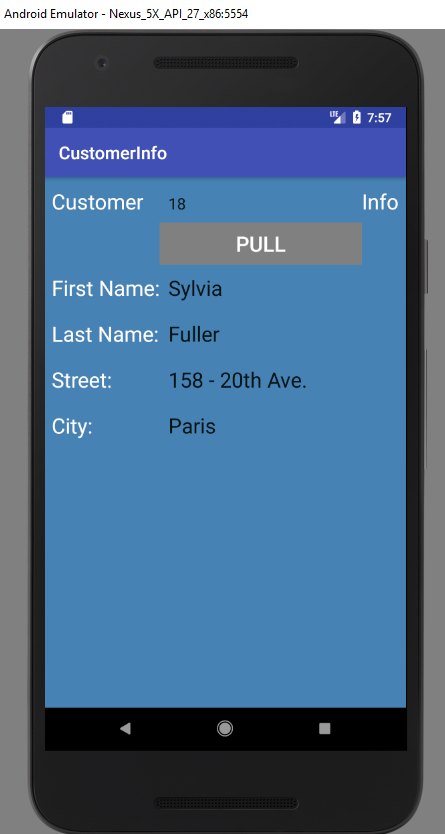 Android Emulator - Nexus_5X_API_27_x86:5554
LTE 7:57
CustomerInfo
Customer 18 Info
PULL
First Name: Sylvia
Last Name: Fuller
Street: 158 - 20th Ave.
City: Paris